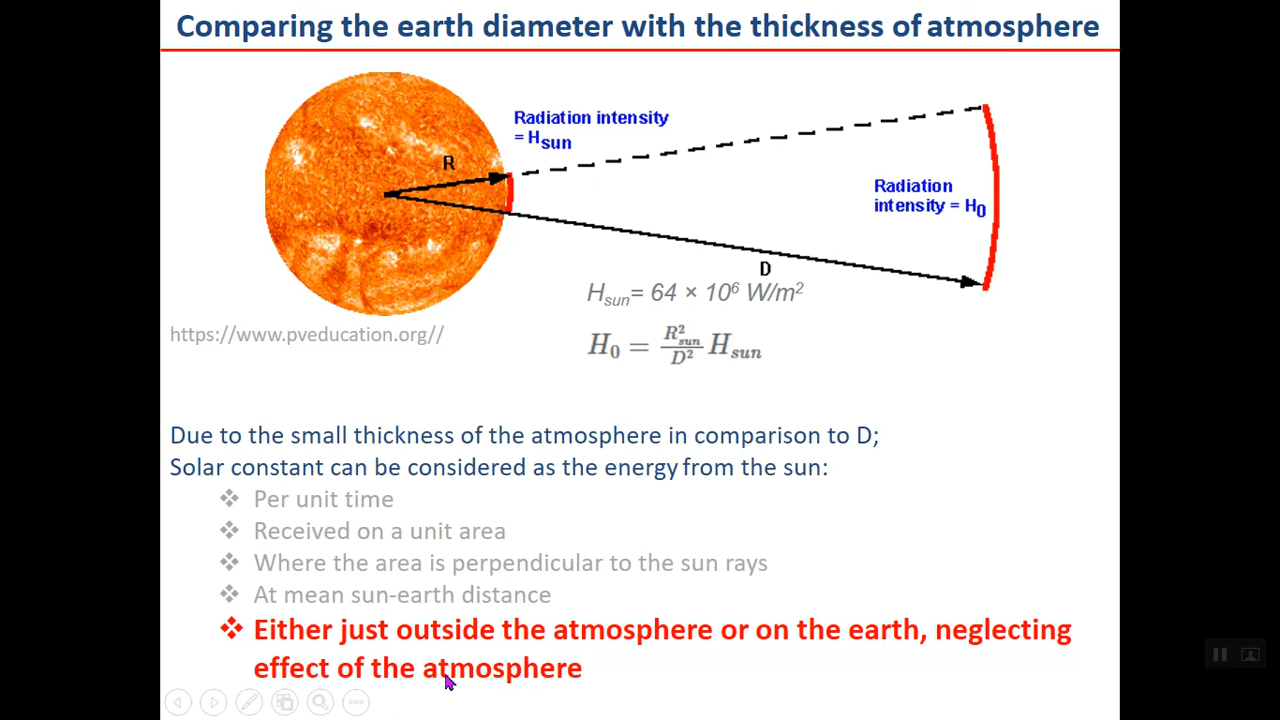 Comparing the earth diameter with the thickness of atmosphere
Radiation intensity
= Hsun
R
Radiation
intensity = H0
D
Hsun= 64 × 10⁶ W/m²
https://www.pveducation.org//
H₀ = R²sun/D² Hsun
Due to the small thickness of the atmosphere in comparison to D;
Solar constant can be considered as the energy from the sun:
❖ Per unit time
❖ Received on a unit area
❖ Where the area is perpendicular to the sun rays
❖ At mean sun-earth distance
❖ Either just outside the atmosphere or on the earth, neglecting
effect of the atmosphere